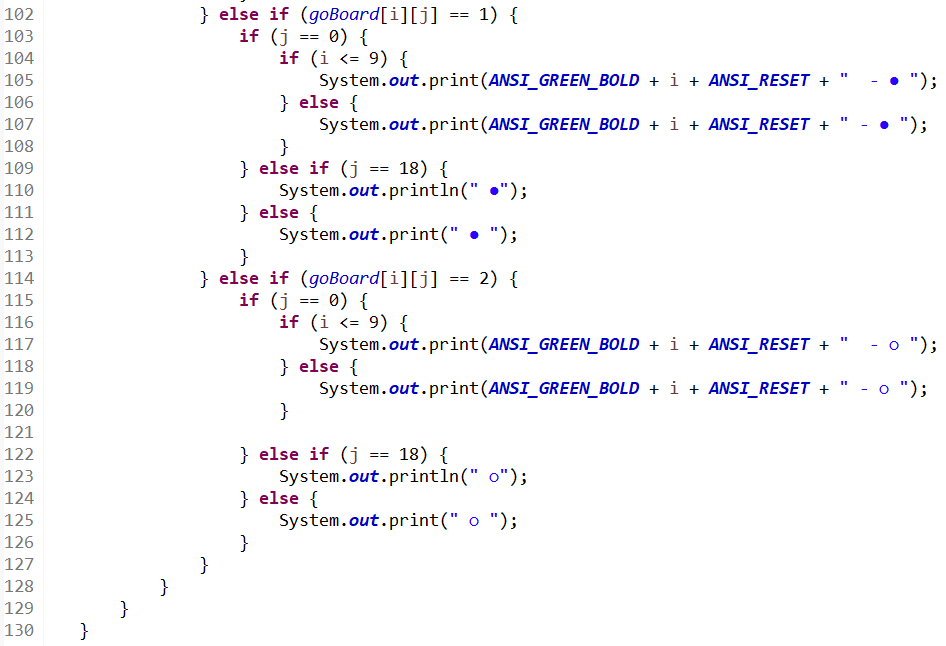 102                } else if (goBoard[i][j] == 1) {
103                    if (j == 0) {
104                        if (i <= 9) {
105                            System.out.print(ANSI_GREEN_BOLD + i + ANSI_RESET + "  - ● ");
106                        } else {
107                            System.out.print(ANSI_GREEN_BOLD + i + ANSI_RESET + " - ● ");
108                        }
109                    } else if (j == 18) {
110                        System.out.println(" ●");
111                    } else {
112                        System.out.print(" ● ");
113                    }
114                } else if (goBoard[i][j] == 2) {
115                    if (j == 0) {
116                        if (i <= 9) {
117                            System.out.print(ANSI_GREEN_BOLD + i + ANSI_RESET + "  - ○ ");
118                        } else {
119                            System.out.print(ANSI_GREEN_BOLD + i + ANSI_RESET + " - ○ ");
120                        }
121
122                    } else if (j == 18) {
123                        System.out.println(" ○");
124                    } else {
125                        System.out.print(" ○ ");
126                    }
127                }
128            }
129        }
130    }